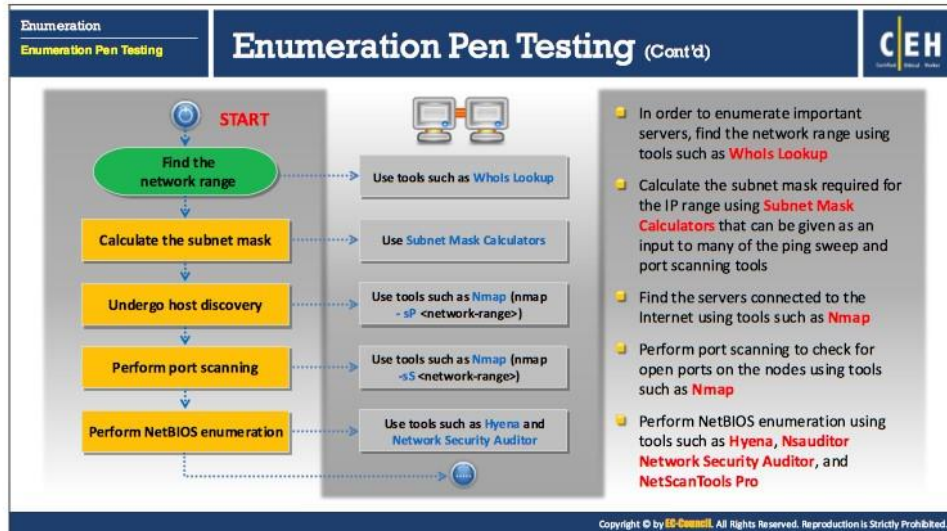 Enumeration
Enumeration Pen Testing
Enumeration Pen Testing (Cont'd)
C|EH
Certified Ethical Hacker
START
Find the
network range
Use tools such as WhoIs Lookup
Calculate the subnet mask
Use Subnet Mask Calculators
Undergo host discovery
Use tools such as Nmap (nmap
- sP <network-range>)
Perform port scanning
Use tools such as Nmap (nmap
-sS <network-range>)
Perform NetBIOS enumeration
Use tools such as Hyena and
Network Security Auditor
In order to enumerate important
servers, find the network range using
tools such as WhoIs Lookup
Calculate the subnet mask required for
the IP range using Subnet Mask
Calculators that can be given as an
input to many of the ping sweep and
port scanning tools
Find the servers connected to the
Internet using tools such as Nmap
Perform port scanning to check for
open ports on the nodes using tools
such as Nmap
Perform NetBIOS enumeration using
tools such as Hyena, Nsauditor
Network Security Auditor, and
NetScanTools Pro
Copyright © by EC-Council. All Rights Reserved. Reproduction is Strictly Prohibited.